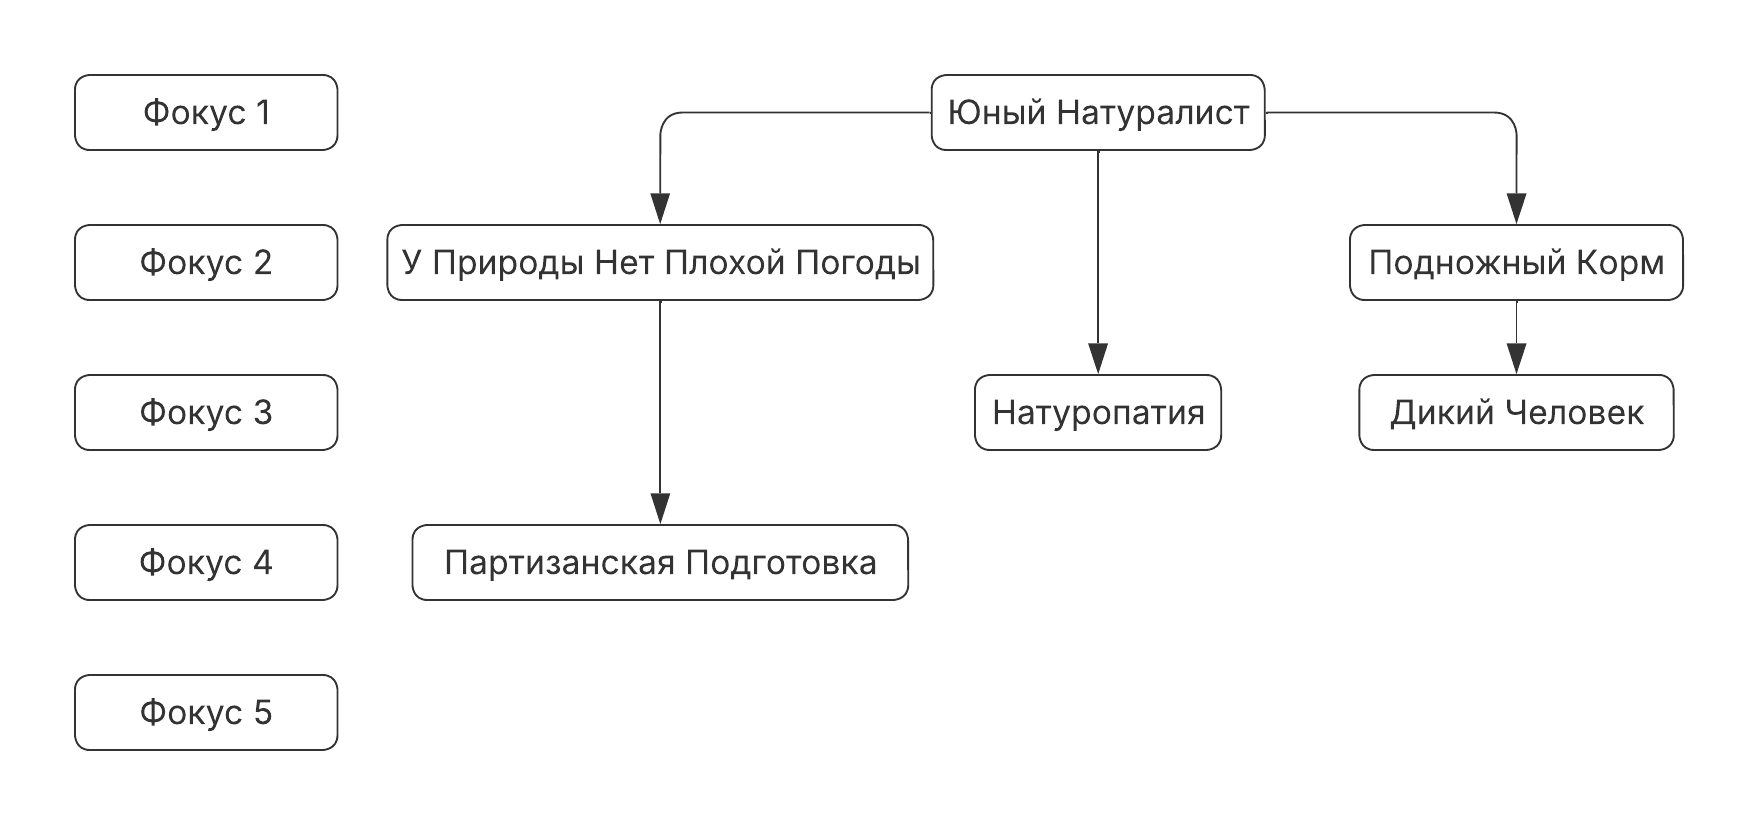 Фокус 1
Юный Натуралист
Фокус 2
У Природы Нет Плохой Погоды
Подножный Корм
Фокус 3
Натуропатия
Дикий Человек
Фокус 4
Партизанская Подготовка
Фокус 5